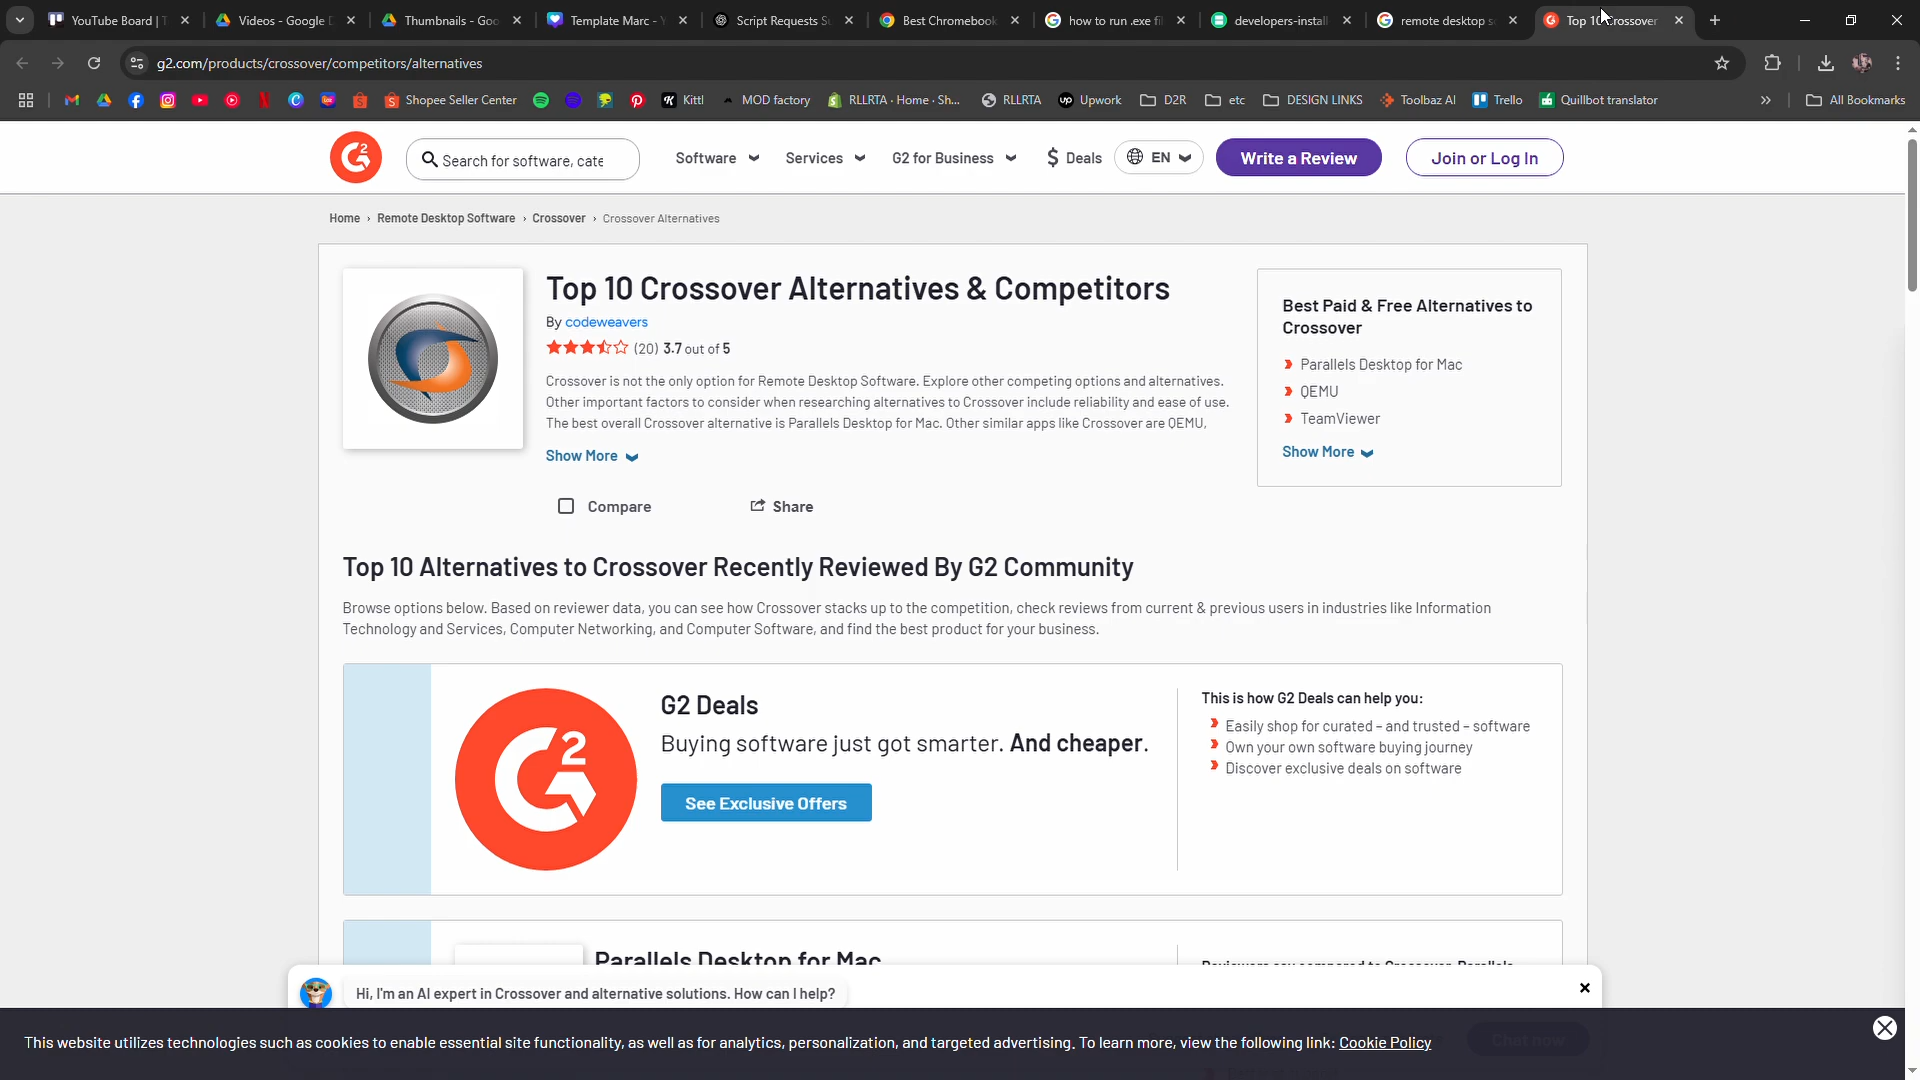 YouTube Board | T
Videos - Google D
Thumbnails - Goo
Template Marc - Y
Script Requests Su
Best Chromebook
how to run .exe fil
developers-install
remote desktop so
Top 10 Crossover
g2.com/products/crossover/competitors/alternatives
Shopee Seller Center
Kittl
MOD factory
RLLRTA - Home · Sh...
RLLRTA
Upwork
D2R
etc
DESIGN LINKS
Toolbaz AI
Trello
Quillbot translator
»
All Bookmarks
Search for software, cate
Software
Services
G2 for Business
$ Deals
EN
Write a Review
Join or Log In
Home › Remote Desktop Software › Crossover › Crossover Alternatives
Top 10 Crossover Alternatives & Competitors
By codeweavers
(20) 3.7 out of 5
Crossover is not the only option for Remote Desktop Software. Explore other competing options and alternatives.
Other important factors to consider when researching alternatives to Crossover include reliability and ease of use.
The best overall Crossover alternative is Parallels Desktop for Mac. Other similar apps like Crossover are QEMU,
Show More
Compare
Share
Best Paid & Free Alternatives to
Crossover
Parallels Desktop for Mac
QEMU
TeamViewer
Show More
Top 10 Alternatives to Crossover Recently Reviewed By G2 Community
Browse options below. Based on reviewer data, you can see how Crossover stacks up to the competition, check reviews from current & previous users in industries like Information
Technology and Services, Computer Networking, and Computer Software, and find the best product for your business.
G2 Deals
Buying software just got smarter. And cheaper.
See Exclusive Offers
This is how G2 Deals can help you:
Easily shop for curated – and trusted – software
Own your own software buying journey
Discover exclusive deals on software
Parallels Desktop for Mac
Reviewers say compared to Crossover, Parallels
Hi, I'm an AI expert in Crossover and alternative solutions. How can I help?
Chat now
This website utilizes technologies such as cookies to enable essential site functionality, as well as for analytics, personalization, and targeted advertising. To learn more, view the following link: Cookie Policy